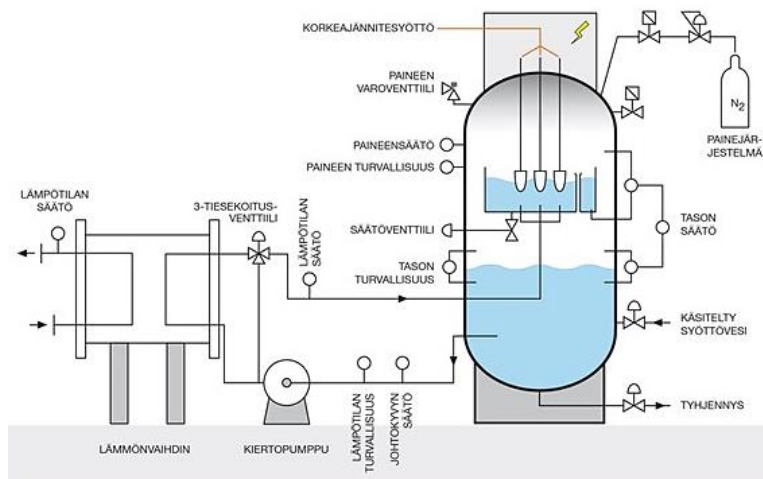 KORKEAJÄNNITESYÖTTÖ
PAINEEN
VAROVENTTIILI
N2
PAINEJÄR-
JESTELMÄ
PAINEENSÄÄTÖ
PAINEEN TURVALLISUUS
LÄMPÖTILAN
SÄÄTÖ
3-TIESEKOITUS-
VENTTIILI
LÄMPÖTILAN
SÄÄTÖ
SÄÄTÖVENTTIILI
TASON
SÄÄTÖ
TASON
TURVALLISUUS
KÄSITELTY
SYÖTTÖVESI
TYHJENNYS
LÄMMÖNVAIHDIN
KIERTOPUMPPU
LÄMPÖTILAN
TURVALLISUUS
JOHTOKYVYN
SÄÄTÖ